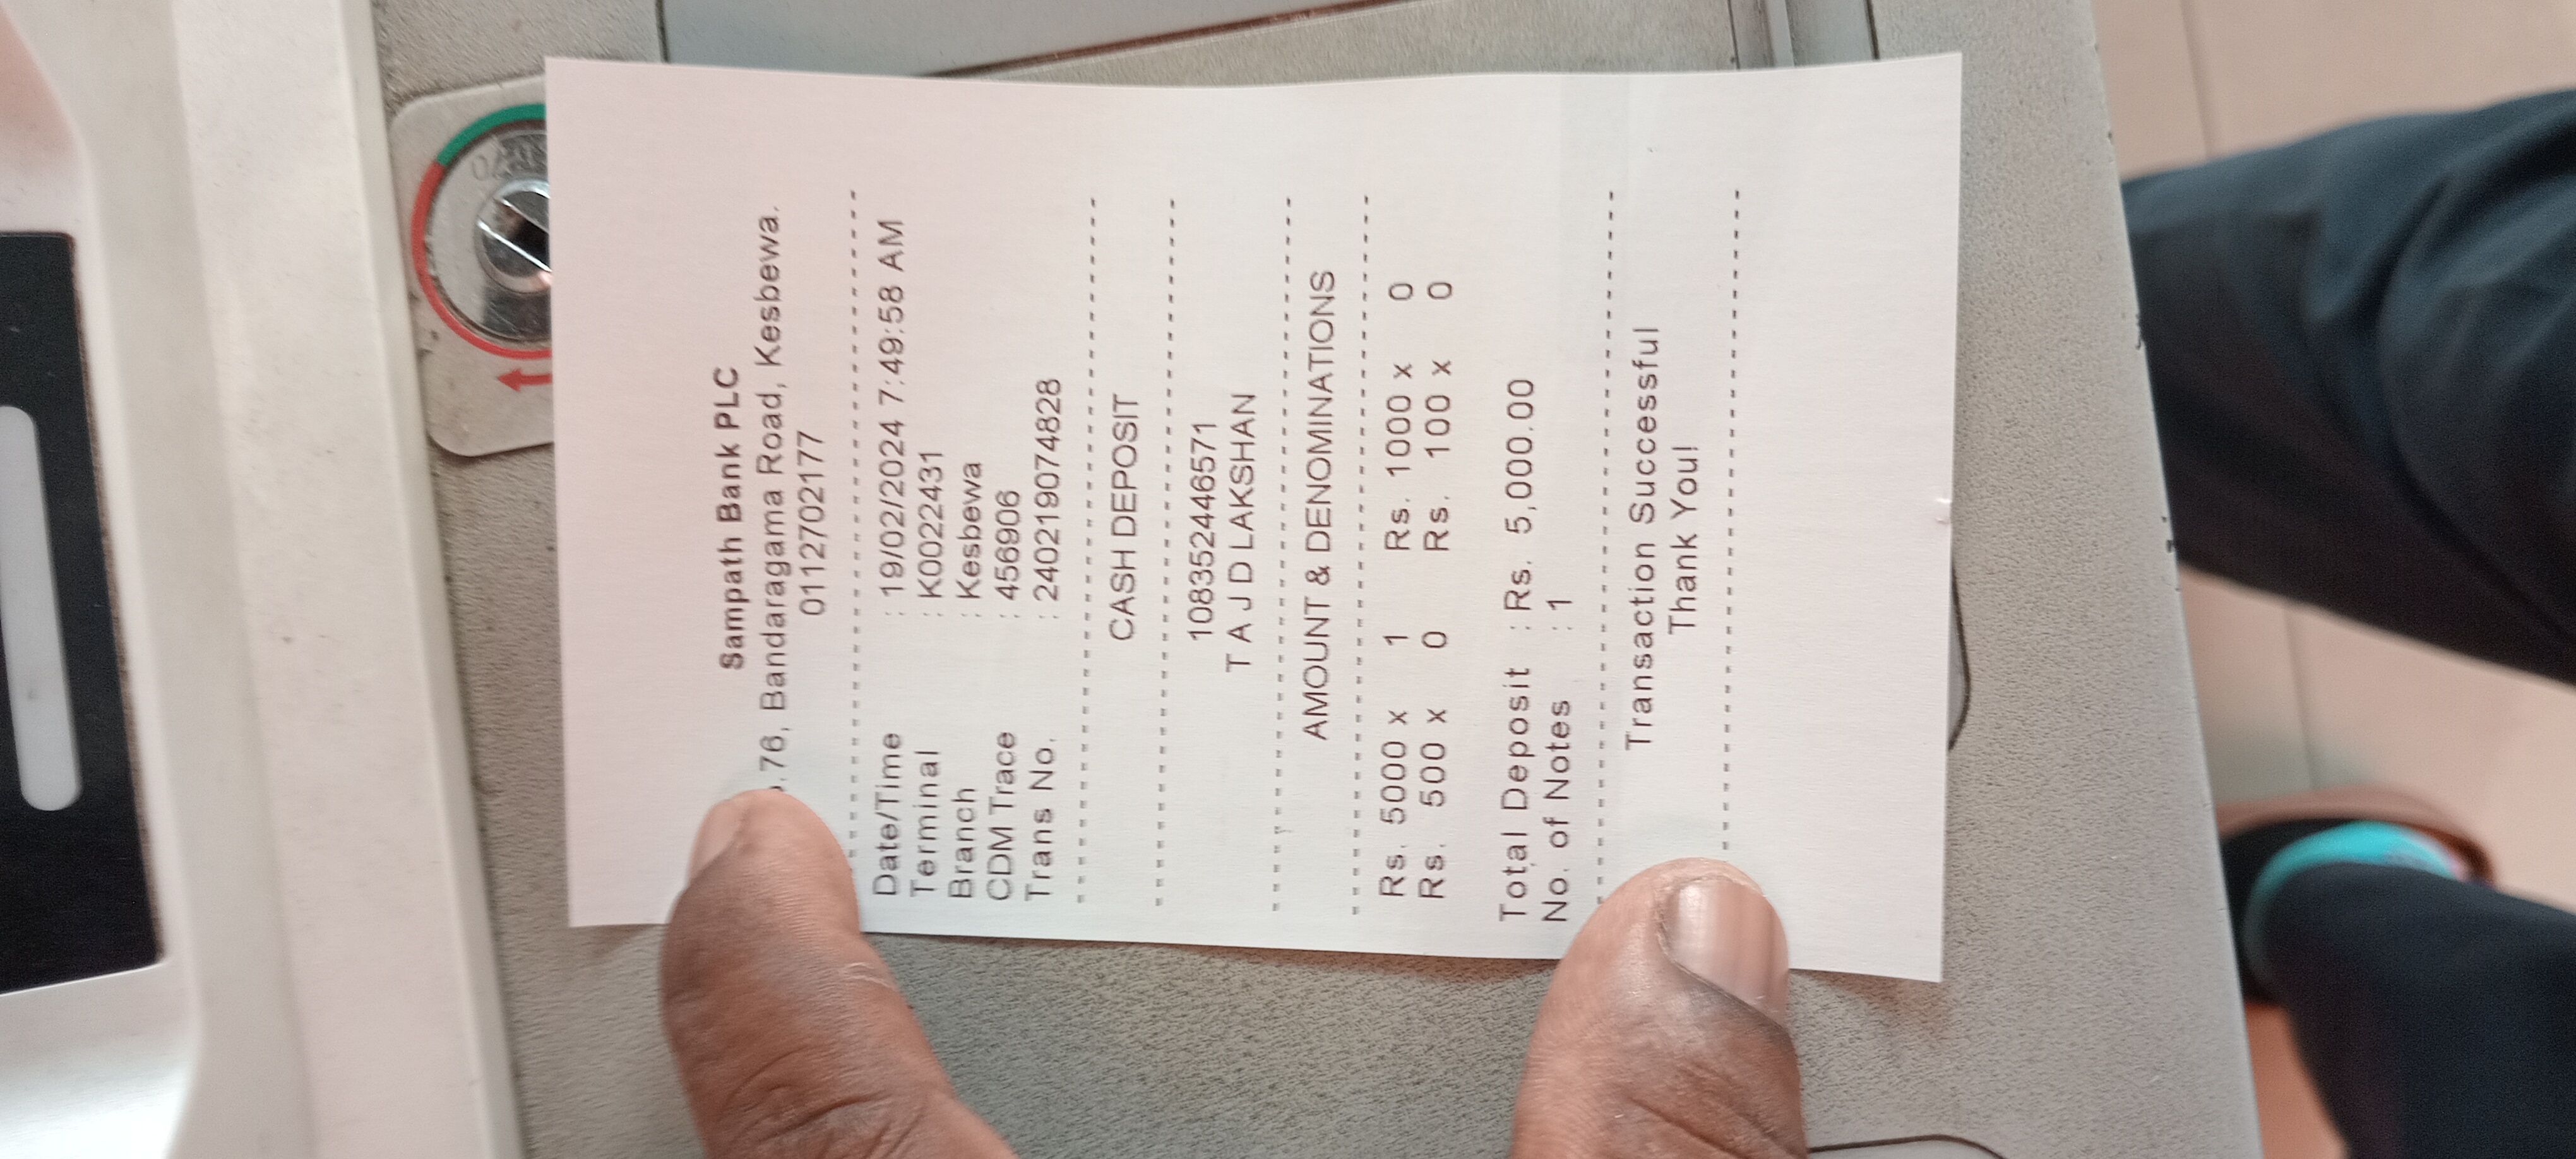 Sampath Bank PLC
.76, Bandaragama Road, Kesbewa.
0112702177
Date/Time : 19/02/2024 7:49:58 AM
Terminal : K0022431
Branch : Kesbewa
CDM Trace : 456906
Trans No. : 240219074828
CASH DEPOSIT
108352446571
T A J D LAKSHAN
AMOUNT & DENOMINATIONS
Rs. 5000 x 1 Rs. 1000 x 0
Rs. 500 x 0 Rs. 100 x 0
Total Deposit : Rs. 5,000.00
No. of Notes : 1
Transaction Successful
Thank You!